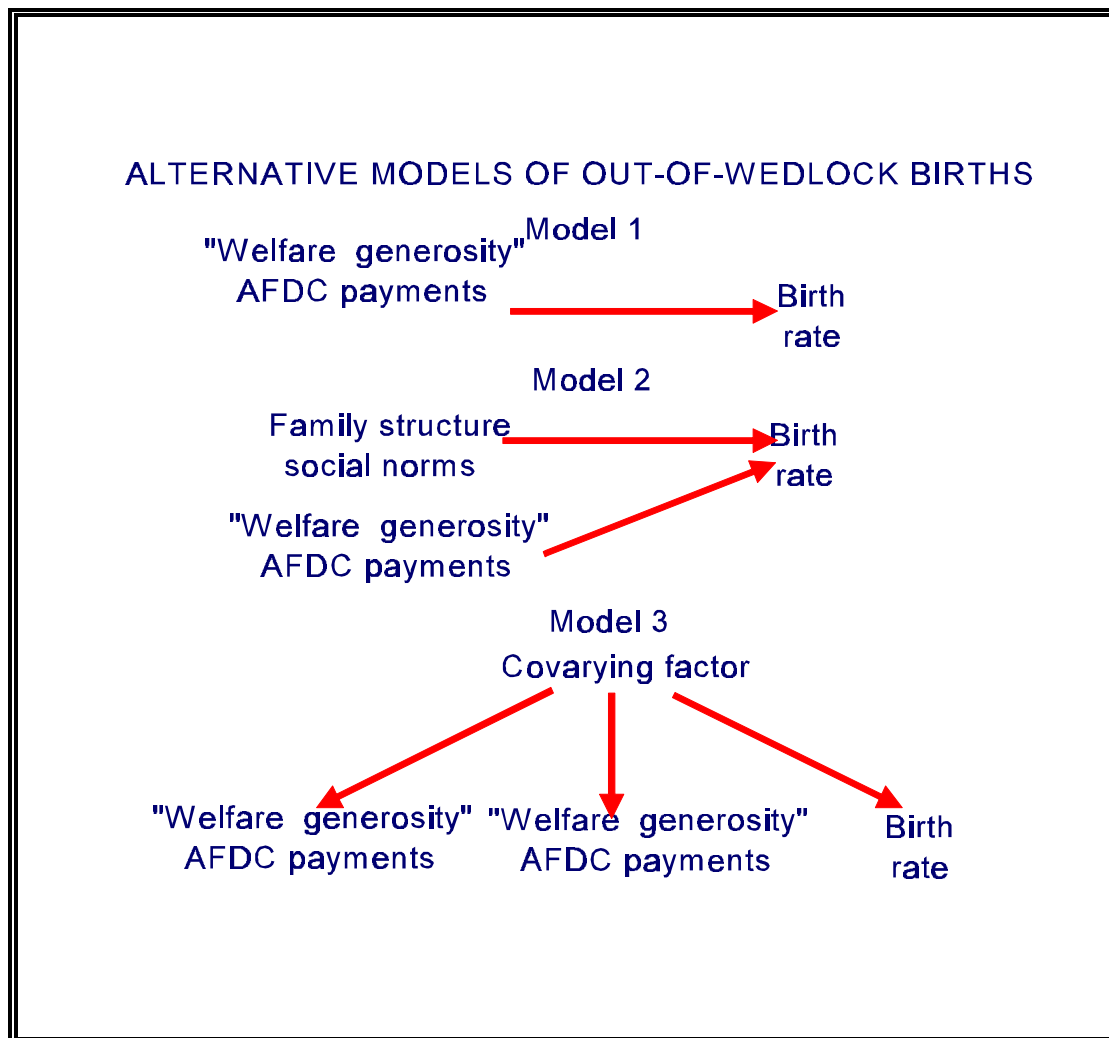 ALTERNATIVE MODELS OF OUT-OF-WEDLOCK BIRTHS
Model 1
"Welfare generosity"
AFDC payments
Birth
rate
Model 2
Family structure
social norms
Birth
rate
"Welfare generosity"
AFDC payments
Model 3
Covarying factor
"Welfare generosity"
AFDC payments
"Welfare generosity"
AFDC payments
Birth
rate